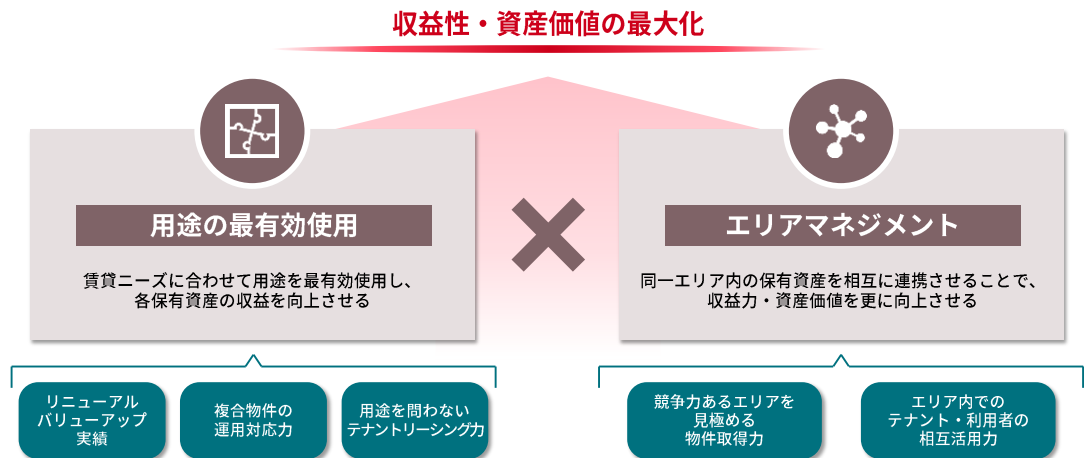 収益性・資産価値の最大化
用途の最有効使用
賃貸ニーズに合わせて用途を最有効使用し、
各保有資産の収益を向上させる
エリアマネジメント
同一エリア内の保有資産を相互に連携させることで、
収益力・資産価値を更に向上させる
リニューアル
バリューアップ
実績
複合物件の
運用対応力
用途を問わない
テナントリーシング力
競争力あるエリアを
見極める
物件取得力
エリア内での
テナント・利用者の
相互活用力